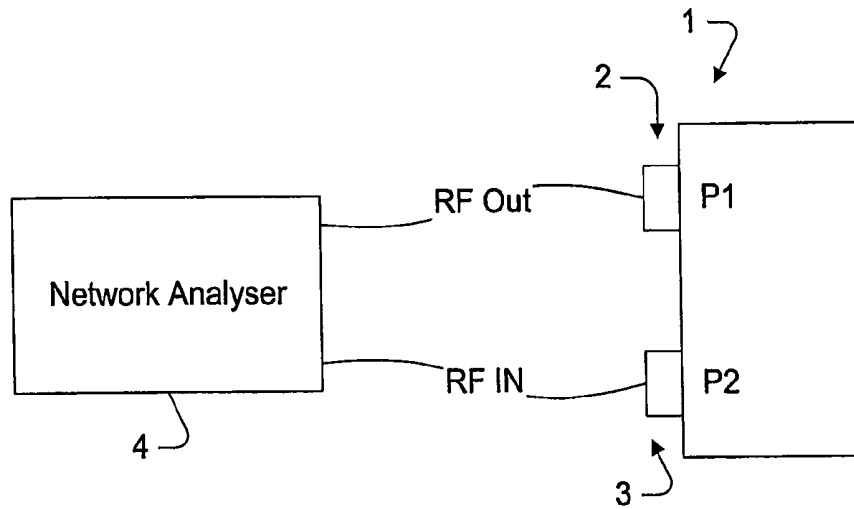 1
2
P1
RF Out
Network Analyser
RF IN
P2
4
3